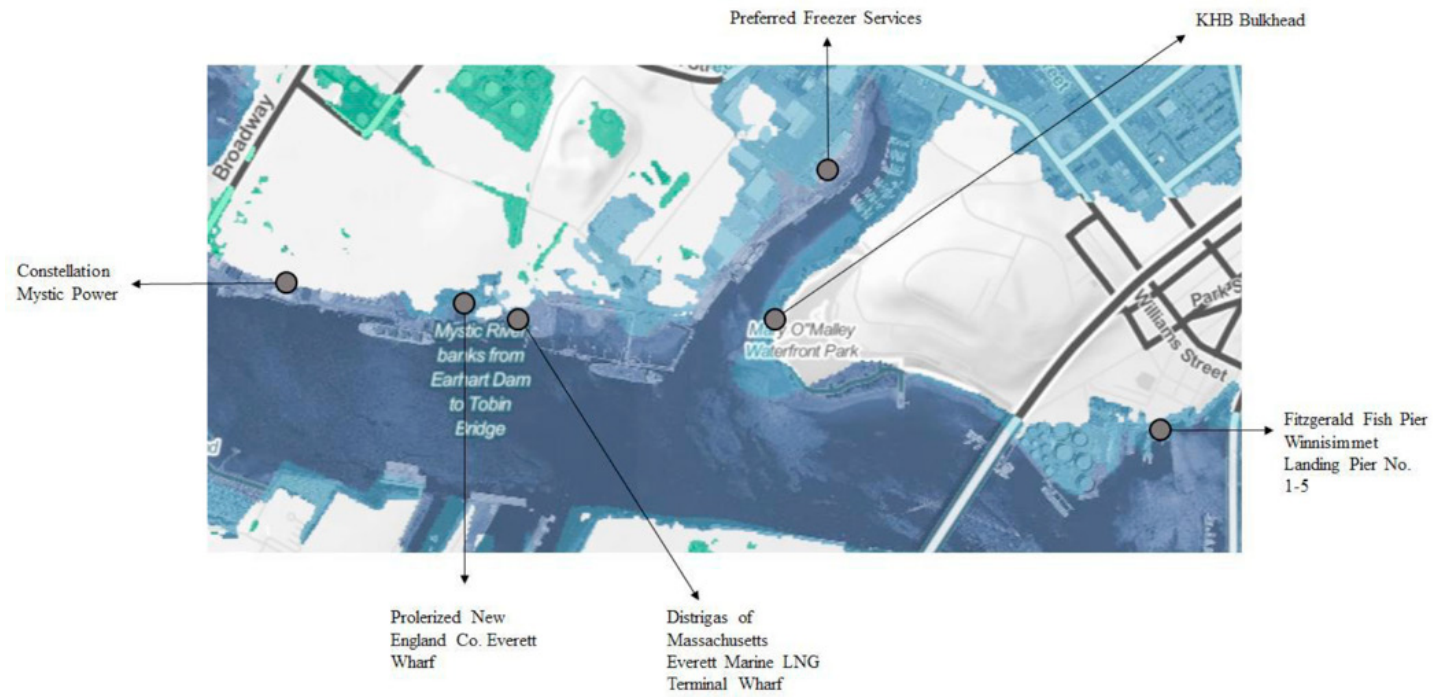 Preferred Freezer Services
KHB Bulkhead
Broadway
Constellation
Mystic Power
Mystic River
banks from
Earhart Dam
to Tobin
Bridge
Mary O"Malley
Waterfront Park
Park S
Williams Street
Fitzgerald Fish Pier
Winnisimmet
Landing Pier No.
1-5
Prolerized New
England Co. Everett
Wharf
Distrigas of
Massachusetts
Everett Marine LNG
Terminal Wharf